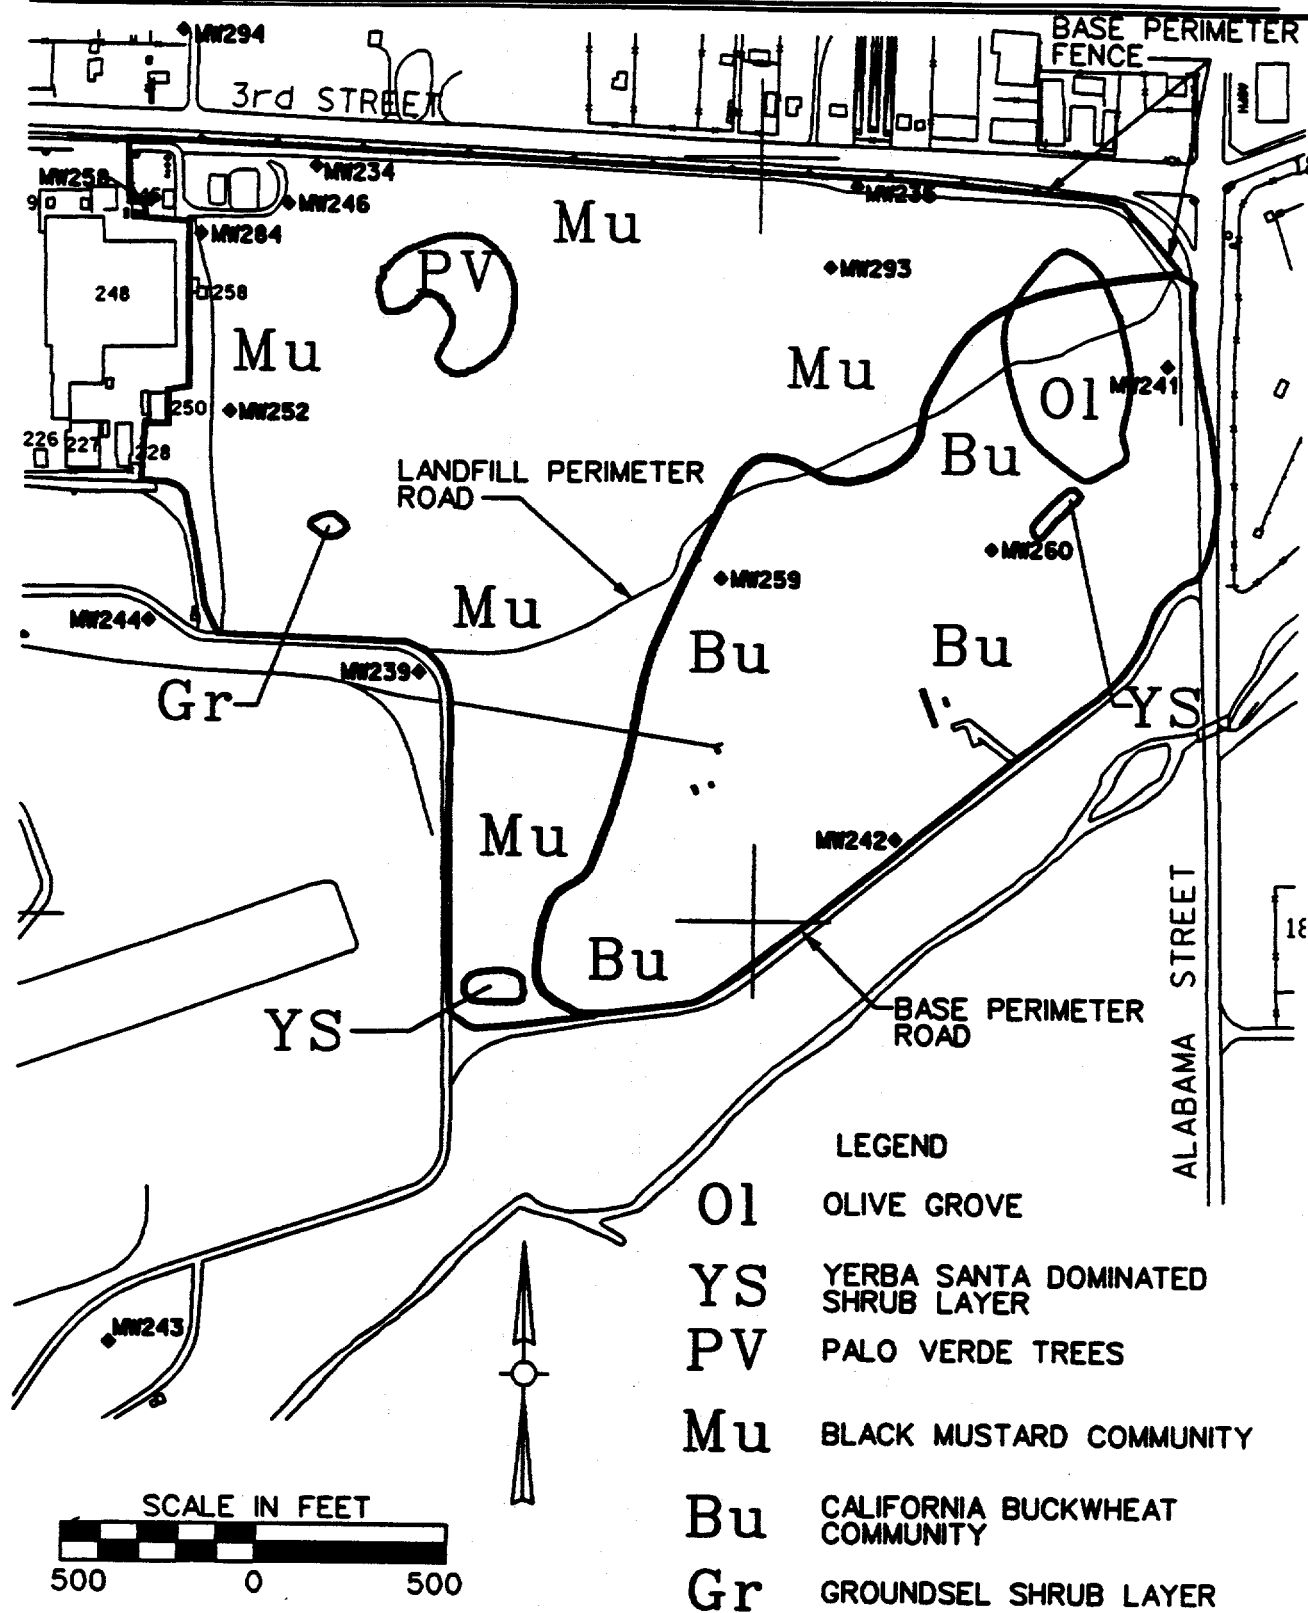 BASE PERIMETER
FENCE
MW294
3rd STREET
MW234
MW258
MW246
MW236
9
45
MW284
Mu
PV
MW293
248
258
Mu
Mu
Ol
MW241
250
MW252
226
227
228
Bu
LANDFILL PERIMETER
ROAD
MW260
MW259
Mu
MW244
Bu
Bu
MW239
Gr
YS
Mu
MW242
Bu
18
YS
BASE PERIMETER
ROAD
ALABAMA STREET
LEGEND
Ol OLIVE GROVE
YS YERBA SANTA DOMINATED
SHRUB LAYER
PV PALO VERDE TREES
MW243
Mu BLACK MUSTARD COMMUNITY
SCALE IN FEET
Bu CALIFORNIA BUCKWHEAT
COMMUNITY
500 0 500
Gr GROUNDSEL SHRUB LAYER